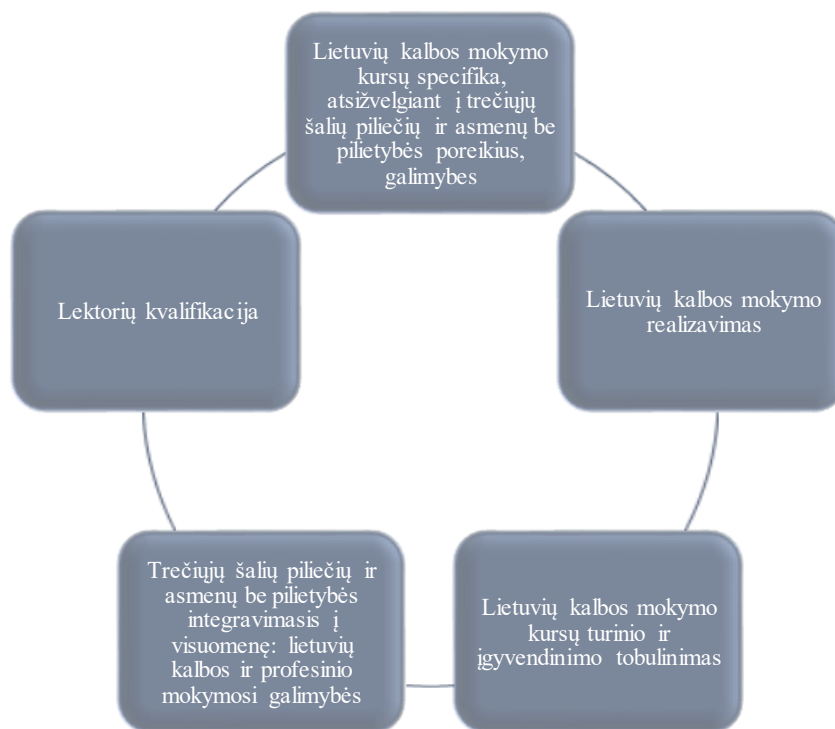 Lietuvių kalbos mokymo
kursų specifika,
atsižvelgiant į trečiųjų
šalių piliečių ir asmenų be
pilietybės poreikius,
galimybes
Lektorių kvalifikacija
Lietuvių kalbos mokymo
realizavimas
Trečiųjų šalių piliečių ir
asmenų be pilietybės
integravimasis į
visuomenę: lietuvių
kalbos ir profesinio
mokymosi galimybės
Lietuvių kalbos mokymo
kursų turinio ir
įgyvendinimo tobulinimas